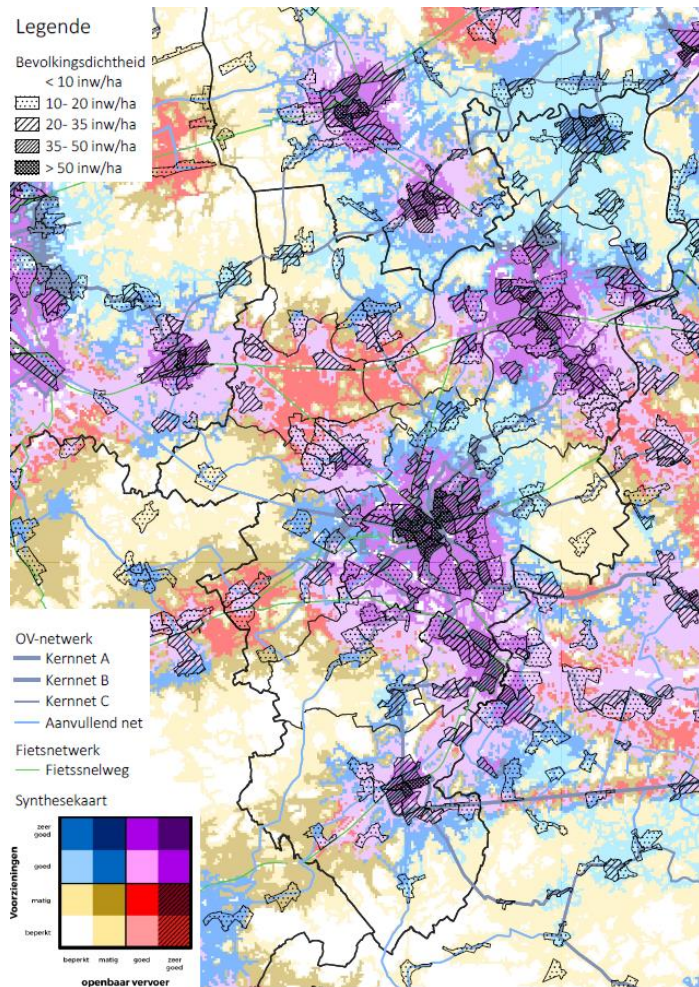 Legende
Bevolkingsdichtheid
< 10 inw/ha
10- 20 inw/ha
20- 35 inw/ha
35- 50 inw/ha
> 50 inw/ha
OV-netwerk
Kernnet A
Kernnet B
Kernnet C
Aanvullend net
Fietsnetwerk
Fietssnelweg
Synthesekaart
Voorzieningen
zeer
goed
goed
matig
beperkt
beperkt matig goed zeer
goed
openbaar vervoer